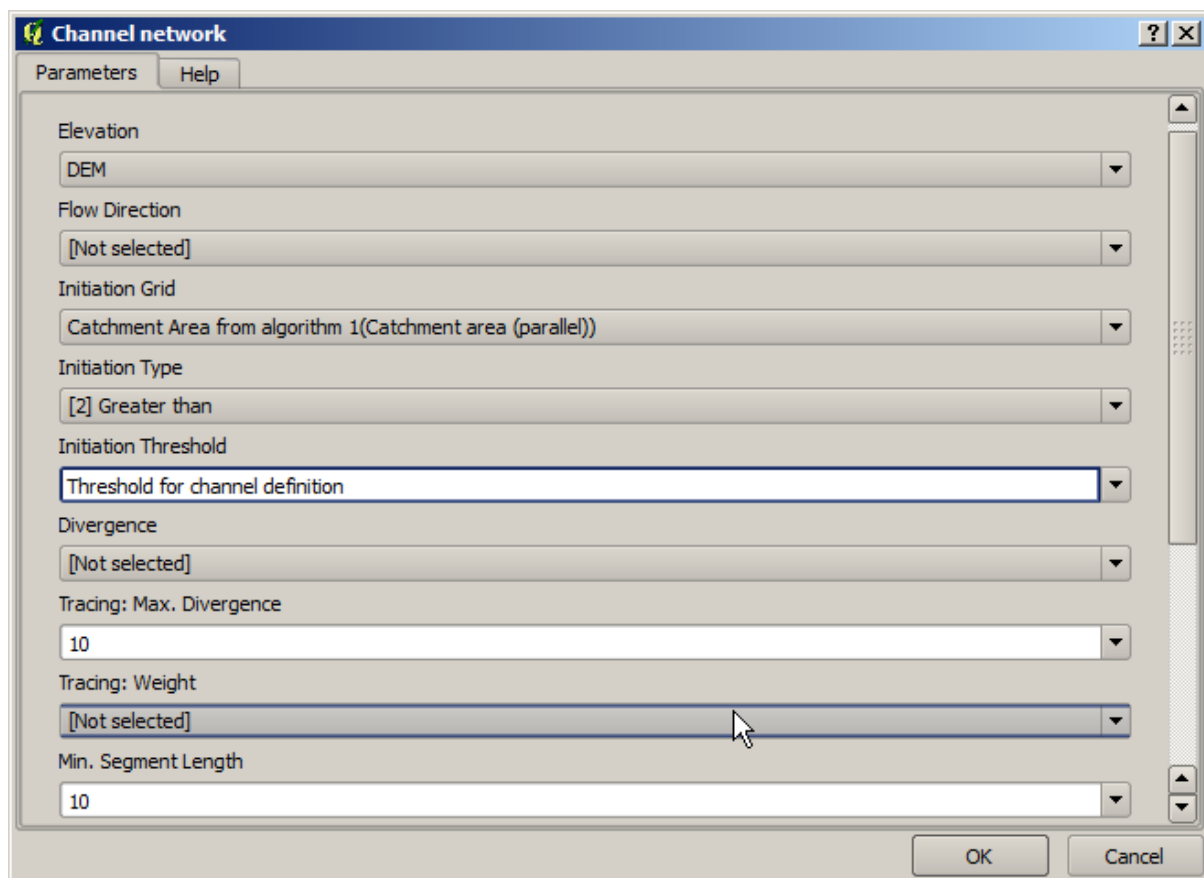 Channel network
Parameters Help
Elevation
DEM
Flow Direction
[Not selected]
Initiation Grid
Catchment Area from algorithm 1(Catchment area (parallel))
Initiation Type
[2] Greater than
Initiation Threshold
Threshold for channel definition
Divergence
[Not selected]
Tracing: Max. Divergence
10
Tracing: Weight
[Not selected]
Min. Segment Length
10
OK Cancel